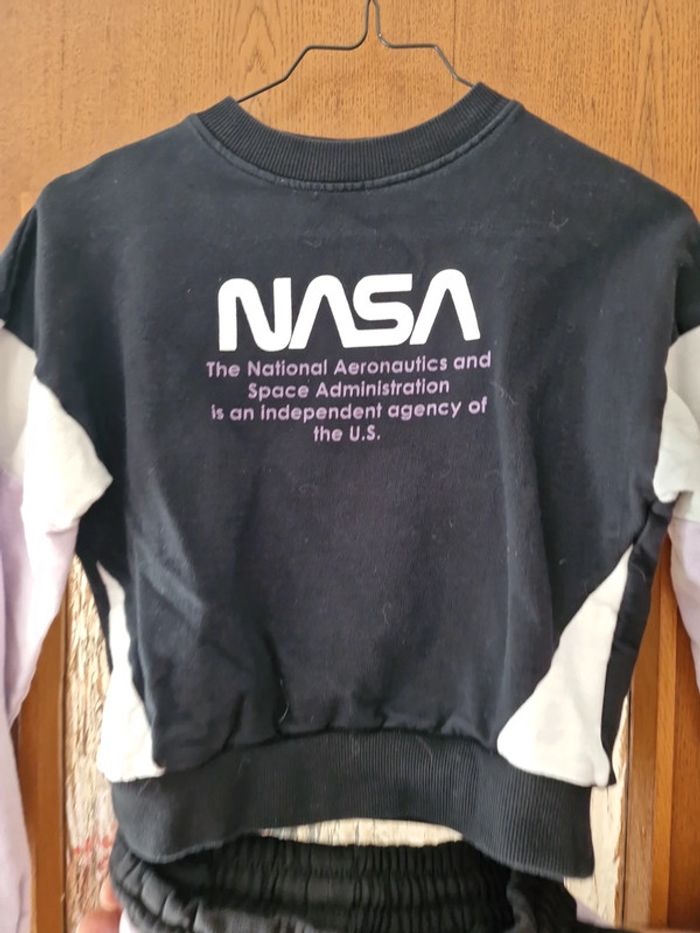 NASA
The National Aeronautics and
Space Administration
is an independent agency of
the U.S.